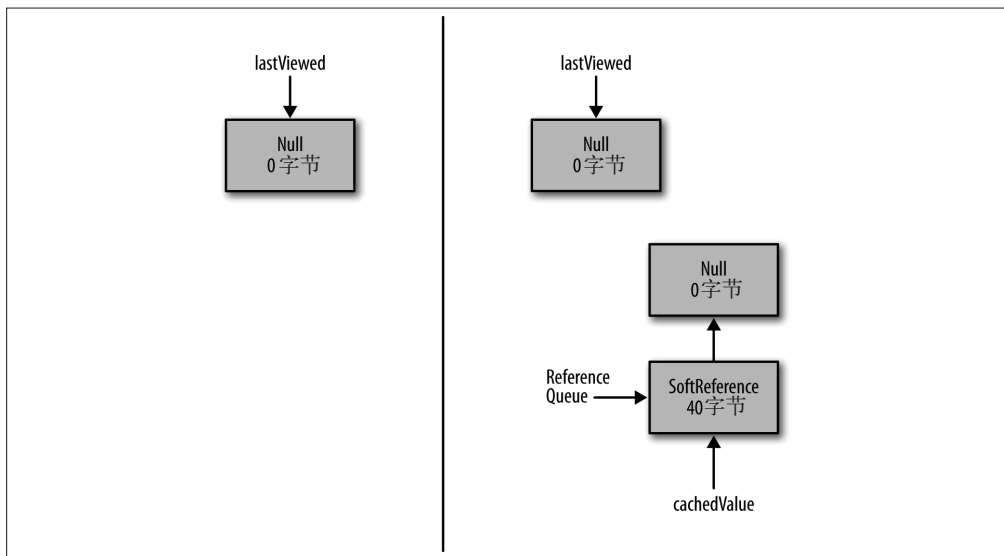 lastViewed
Null
0字节
lastViewed
Null
0字节
Null
0字节
Reference
Queue
SoftReference
40字节
cachedValue